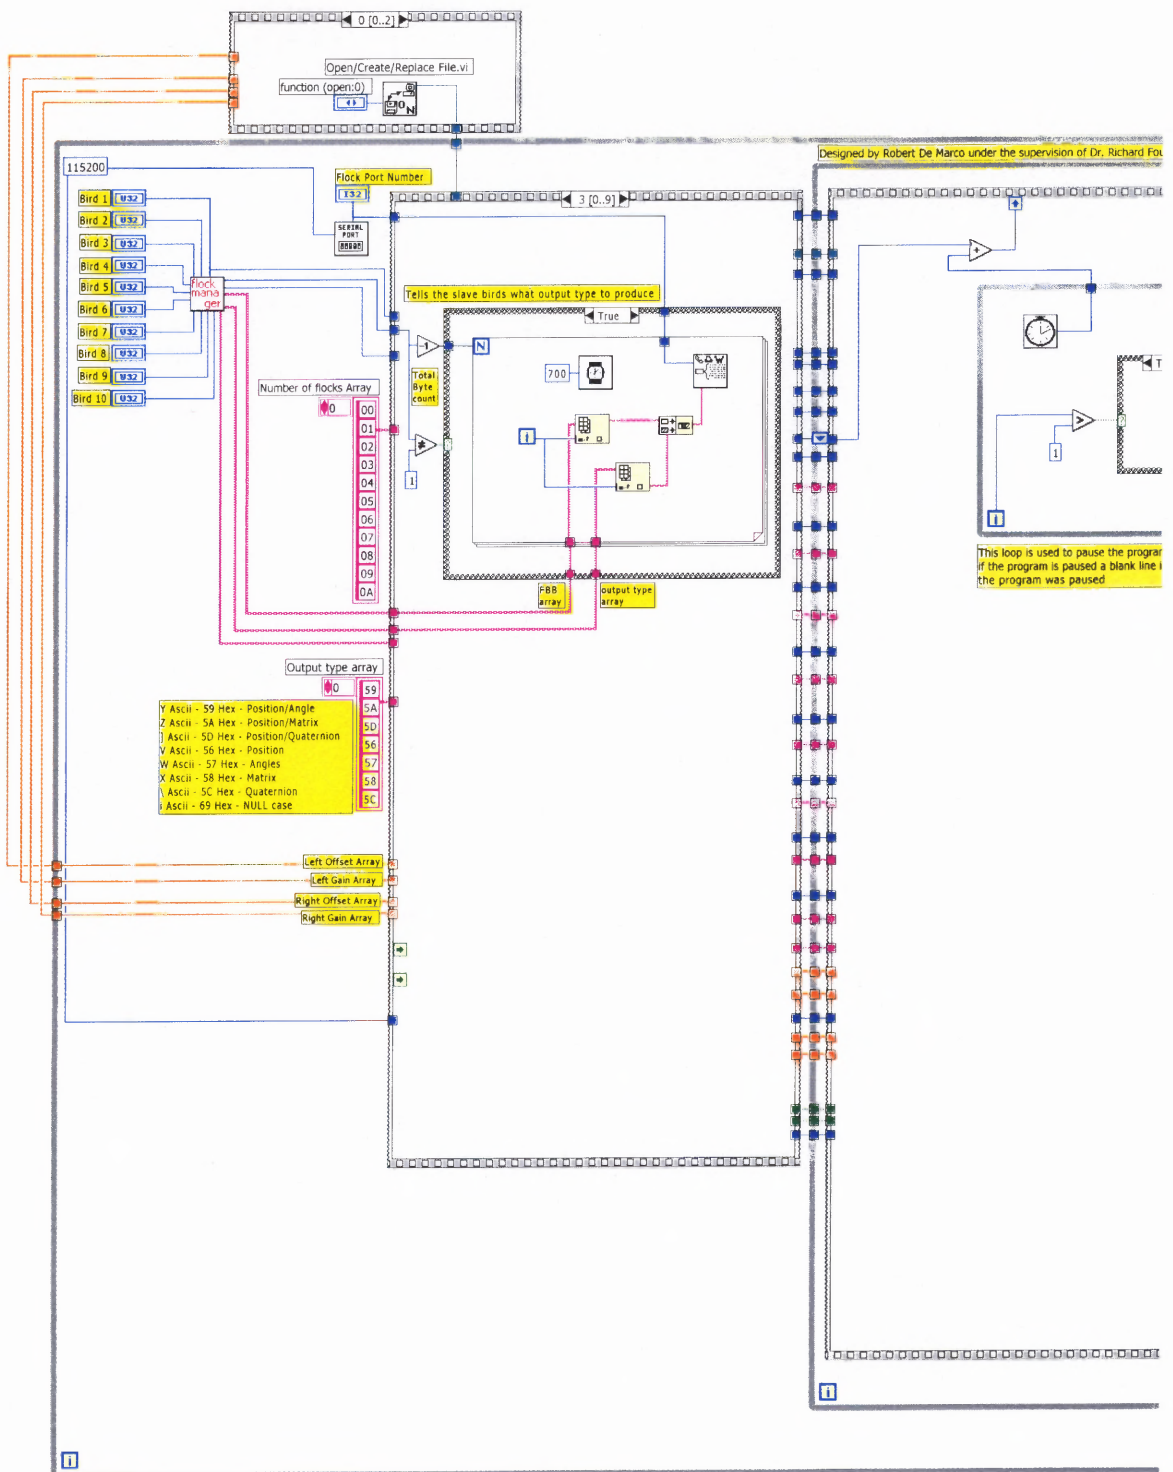 0 [0..2]
Open/Create/Replace File.vi
function (open:0)
115200
Designed by Robert De Marco under the supervision of Dr. Richard Fou
Flock Port Number
I32
SERIAL
PORT
3 [0..9]
Bird 1 U32
Bird 2 U32
Bird 3 U32
Bird 4 U32
Bird 5 U32
Bird 6 U32
Bird 7 U32
Bird 8 U32
Bird 9 U32
Bird 10 U32
flock
mana
ger
Tells the slave birds what output type to produce
True
N
-1
Total
Byte
count
700
i
1
Number of flocks Array
0
00
01
02
03
04
05
06
07
08
09
0A
FBB
array
output type
array
T
1
i
This loop is used to pause the program
if the program is paused a blank line i
the program was paused
Output type array
0
59
5A
5D
56
57
58
5C
Y Ascii - 59 Hex - Position/Angle
Z Ascii - 5A Hex - Position/Matrix
] Ascii - 5D Hex - Position/Quaternion
V Ascii - 56 Hex - Position
W Ascii - 57 Hex - Angles
X Ascii - 58 Hex - Matrix
\ Ascii - 5C Hex - Quaternion
i Ascii - 69 Hex - NULL case
Left Offset Array
Left Gain Array
Right Offset Array
Right Gain Array
i
i